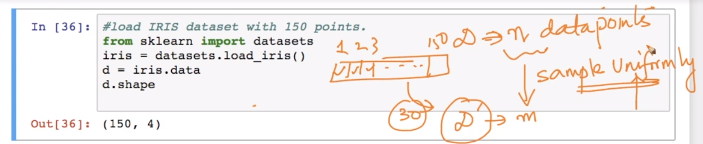 In [36]: #load IRIS dataset with 150 points.
from sklearn import datasets
iris = datasets.load_iris()
d = iris.data
d.shape
1 2 3 150 D ⇒ n datapoints
sample uniformly
30 D' → m
Out[36]: (150, 4)